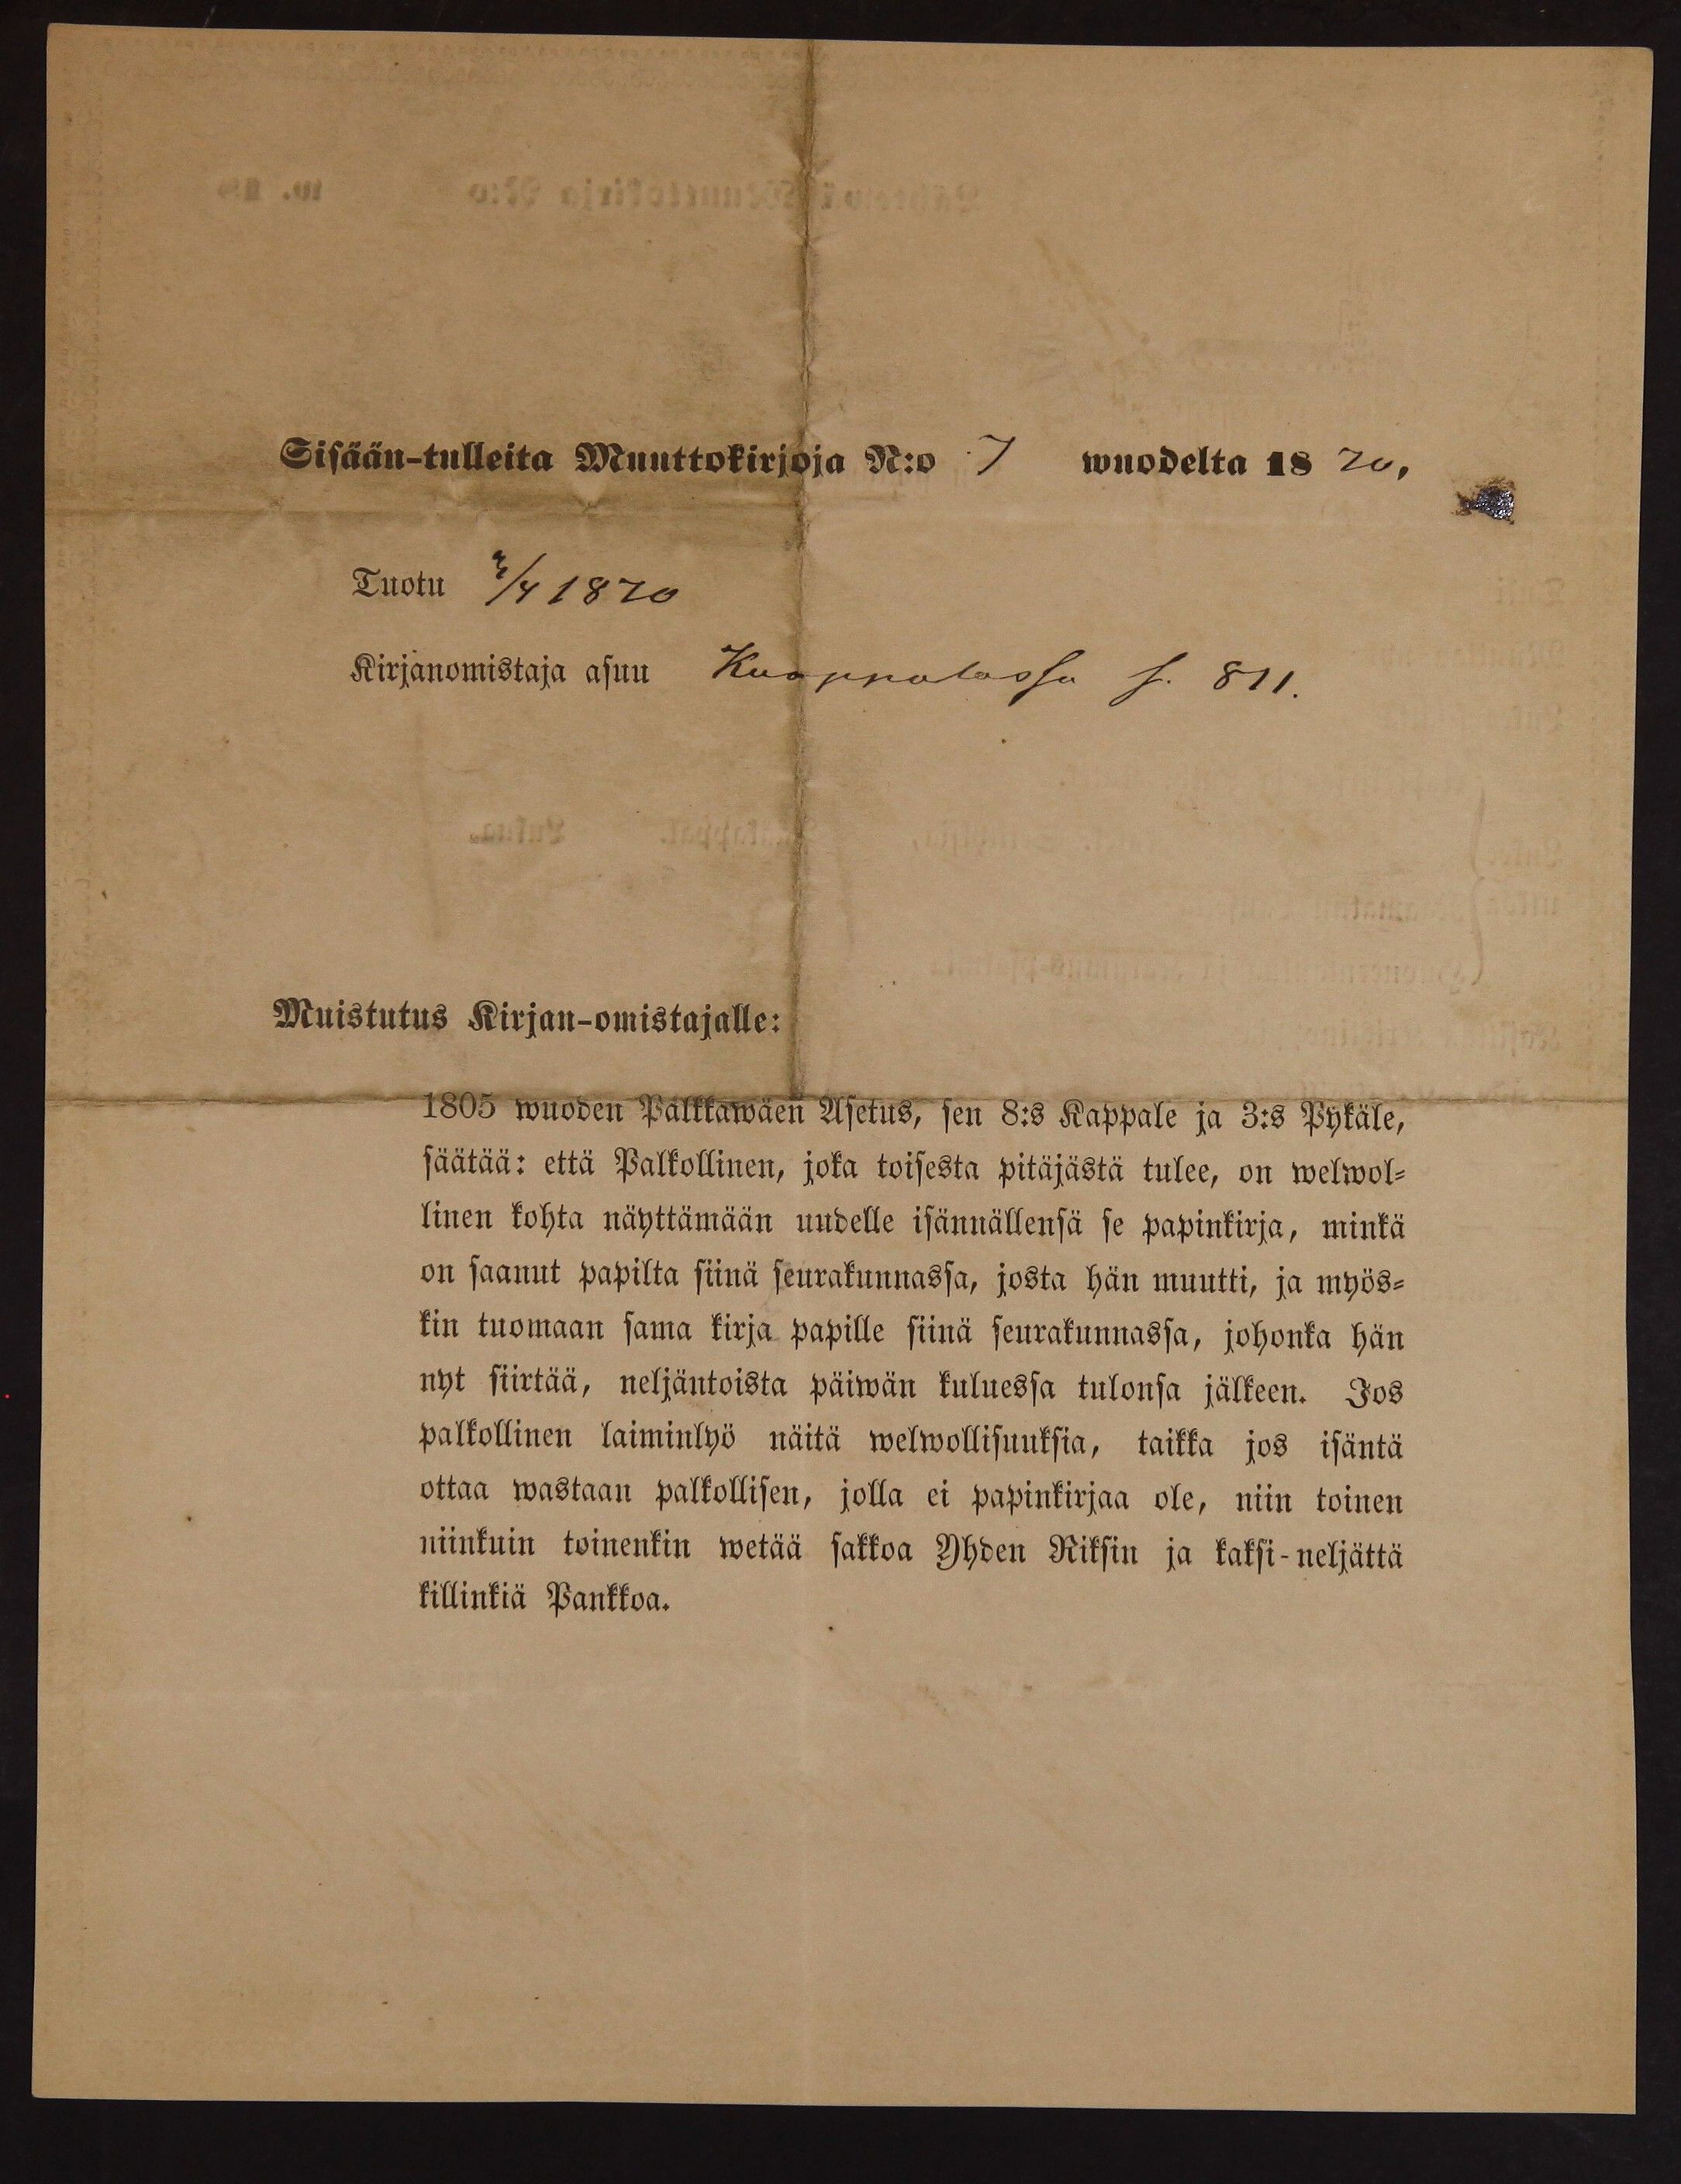 Sisään-tulleita Muuttokirjoja N:o 7 wuodelta 18 70,
Tuotu 3/4 1870
Kirjanomistaja asuu Kuoppalassa s. 811.
Muistutus Kirjan-omistajalle:
1805 wuoden Palkkawäen Asetus, sen 8:s Kappale ja 3:s Pykäle,
säätää: että Palkollinen, joka toisesta pitäjästä tulee, on welwol-
linen kohta näyttämään uudelle isännällensä se papinkirja, minkä
on saanut papilta siinä seurakunnassa, josta hän muutti, ja myös-
kin tuomaan sama kirja papille siinä seurakunnassa, johonka hän
nyt siirtää, neljäntoista päiwän kuluessa tulonsa jälkeen. Jos
palkollinen laiminlyö näitä welwollisuuksia, taikka jos isäntä
ottaa wastaan palkollisen, jolla ei papinkirjaa ole, niin toinen
niinkuin toinenkin wetää sakkoa Yhden Riksin ja kaksi-neljättä
killinkiä Pankkoa.